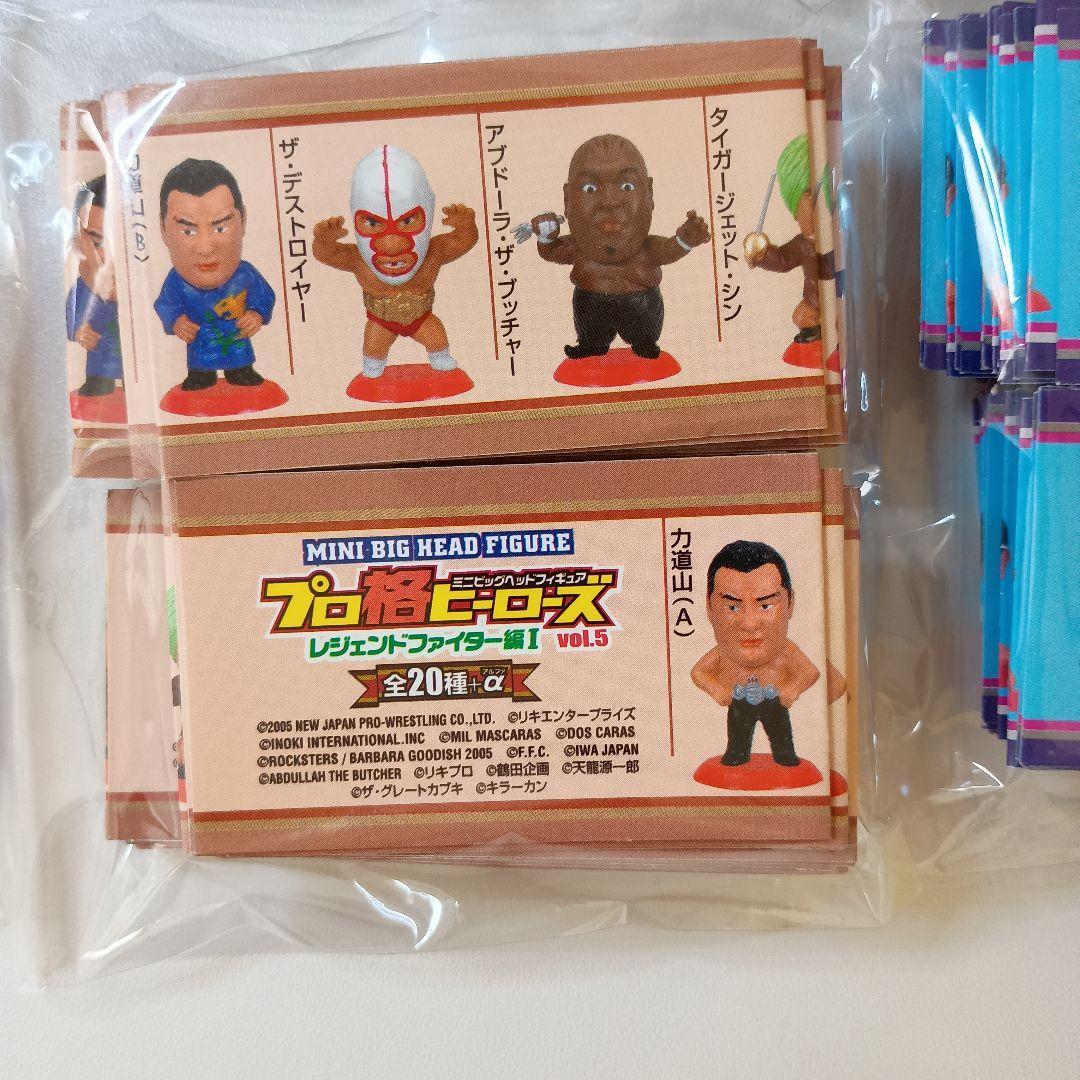 力道山(B)
ザ・デストロイヤー
アブドーラ・ザ・ブッチャー
タイガージェット・シン
MINI BIG HEAD FIGURE
ミニビッグヘッドフィギュア
プロ格ヒーローズ
レジェンドファイター編I vol.5
アルファ
全20種+α
©2005 NEW JAPAN PRO-WRESTLING CO.,LTD. ©リキエンタープライズ
©INOKI INTERNATIONAL.INC ©MIL MASCARAS ©DOS CARAS
©ROCKSTERS / BARBARA GOODISH 2005 ©F.F.C. ©IWA JAPAN
©ABDULLAH THE BUTCHER ©リキプロ ©鶴田企画 ©天龍源一郎
©ザ・グレートカブキ ©キラーカン
力道山(A)